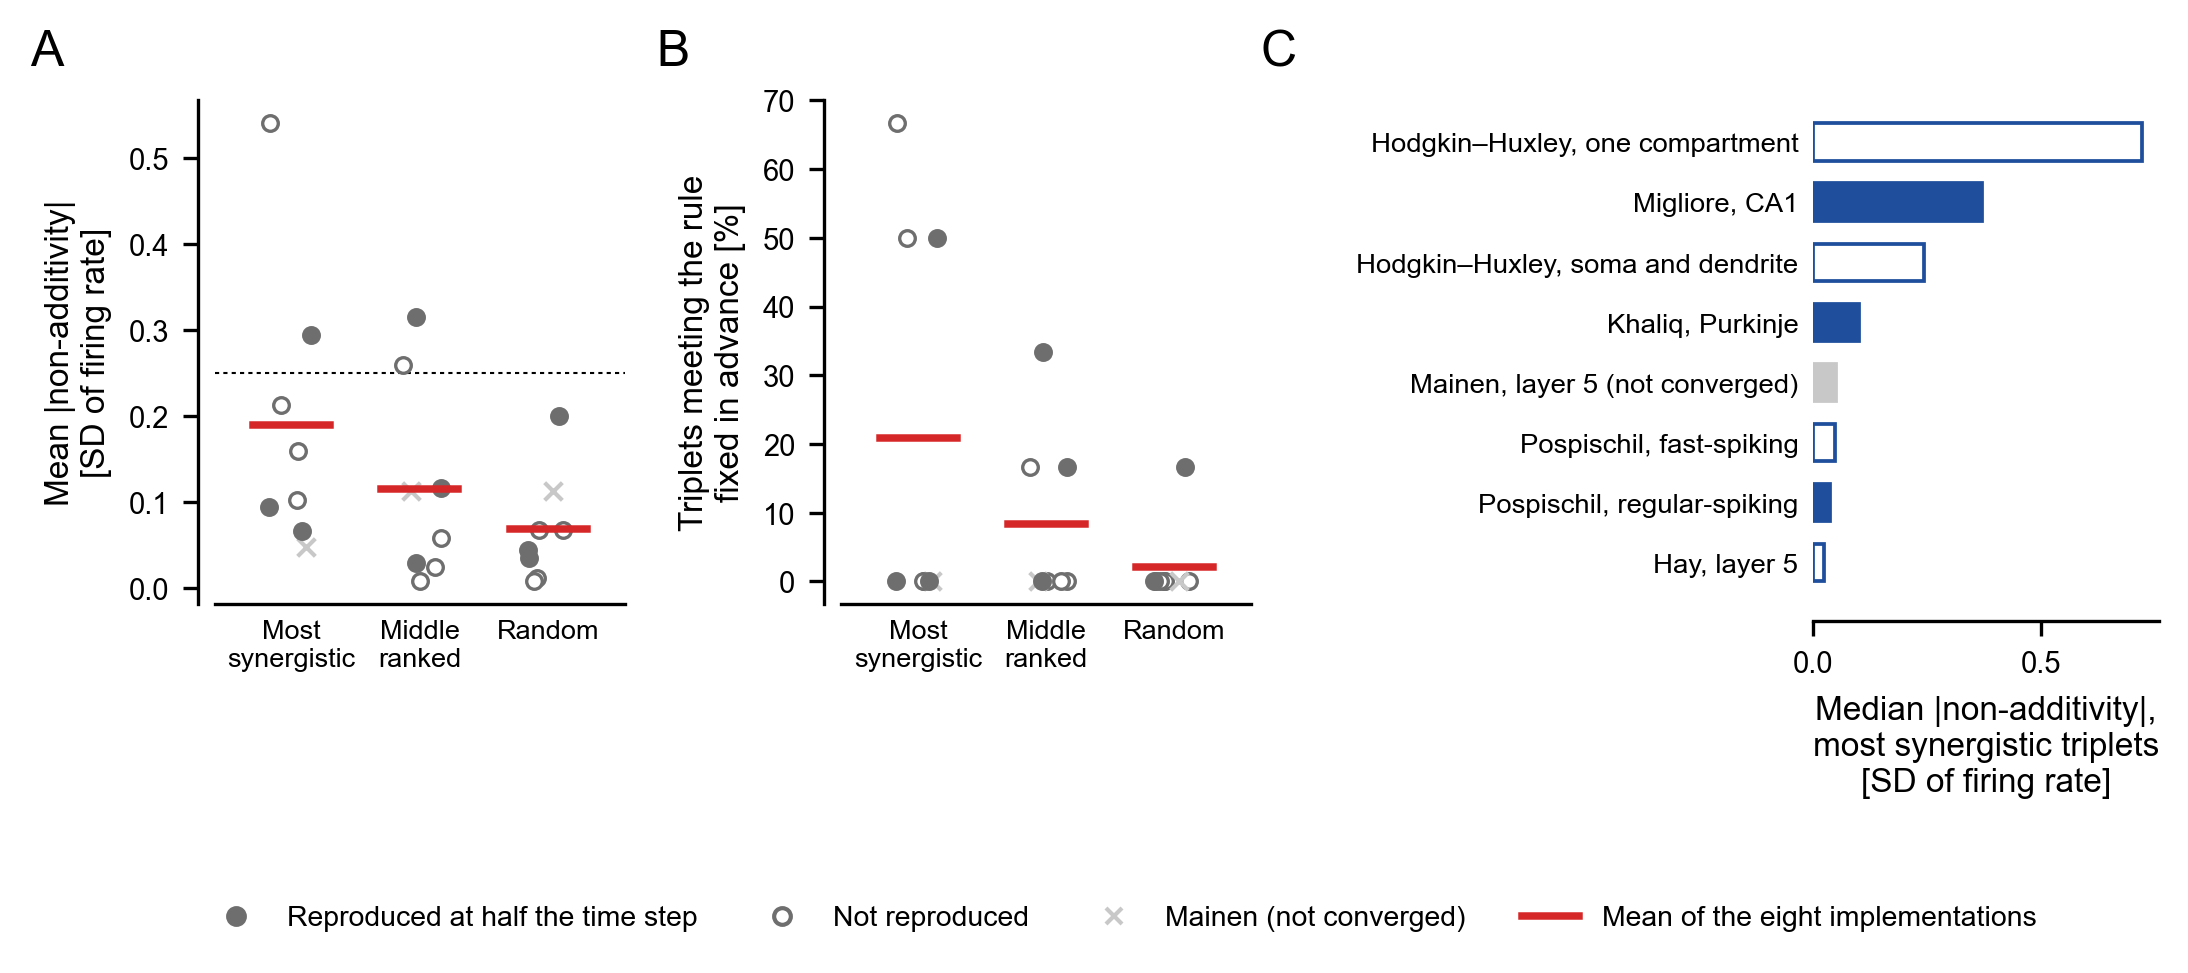 A
B
C
Mean |non-additivity|
[SD of firing rate]
0.5
0.4
0.3
0.2
0.1
0.0
Most
synergistic
Middle
ranked
Random
Triplets meeting the rule
fixed in advance [%]
70
60
50
40
30
20
10
0
Most
synergistic
Middle
ranked
Random
Hodgkin–Huxley, one compartment
Migliore, CA1
Hodgkin–Huxley, soma and dendrite
Khaliq, Purkinje
Mainen, layer 5 (not converged)
Pospischil, fast-spiking
Pospischil, regular-spiking
Hay, layer 5
0.0
0.5
Median |non-additivity|,
most synergistic triplets
[SD of firing rate]
Reproduced at half the time step
Not reproduced
Mainen (not converged)
Mean of the eight implementations